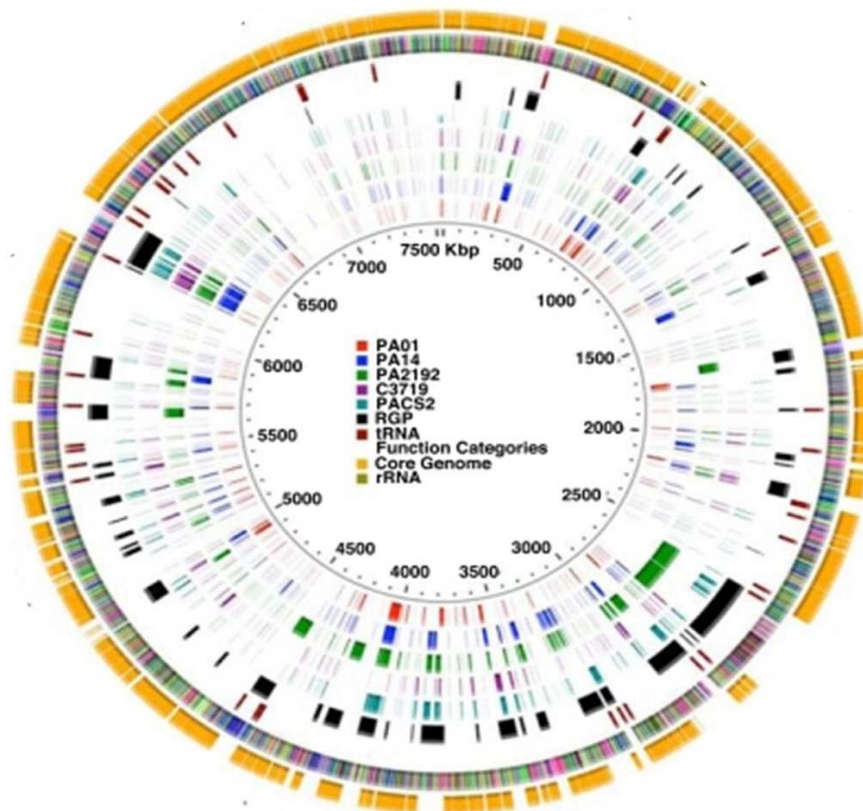 7500 Kbp
500
1000
1500
2000
2500
3000
3500
4000
4500
5000
5500
6000
6500
7000
PA01
PA14
PA2192
C3719
PACS2
RGP
tRNA
Function Categories
Core Genome
rRNA